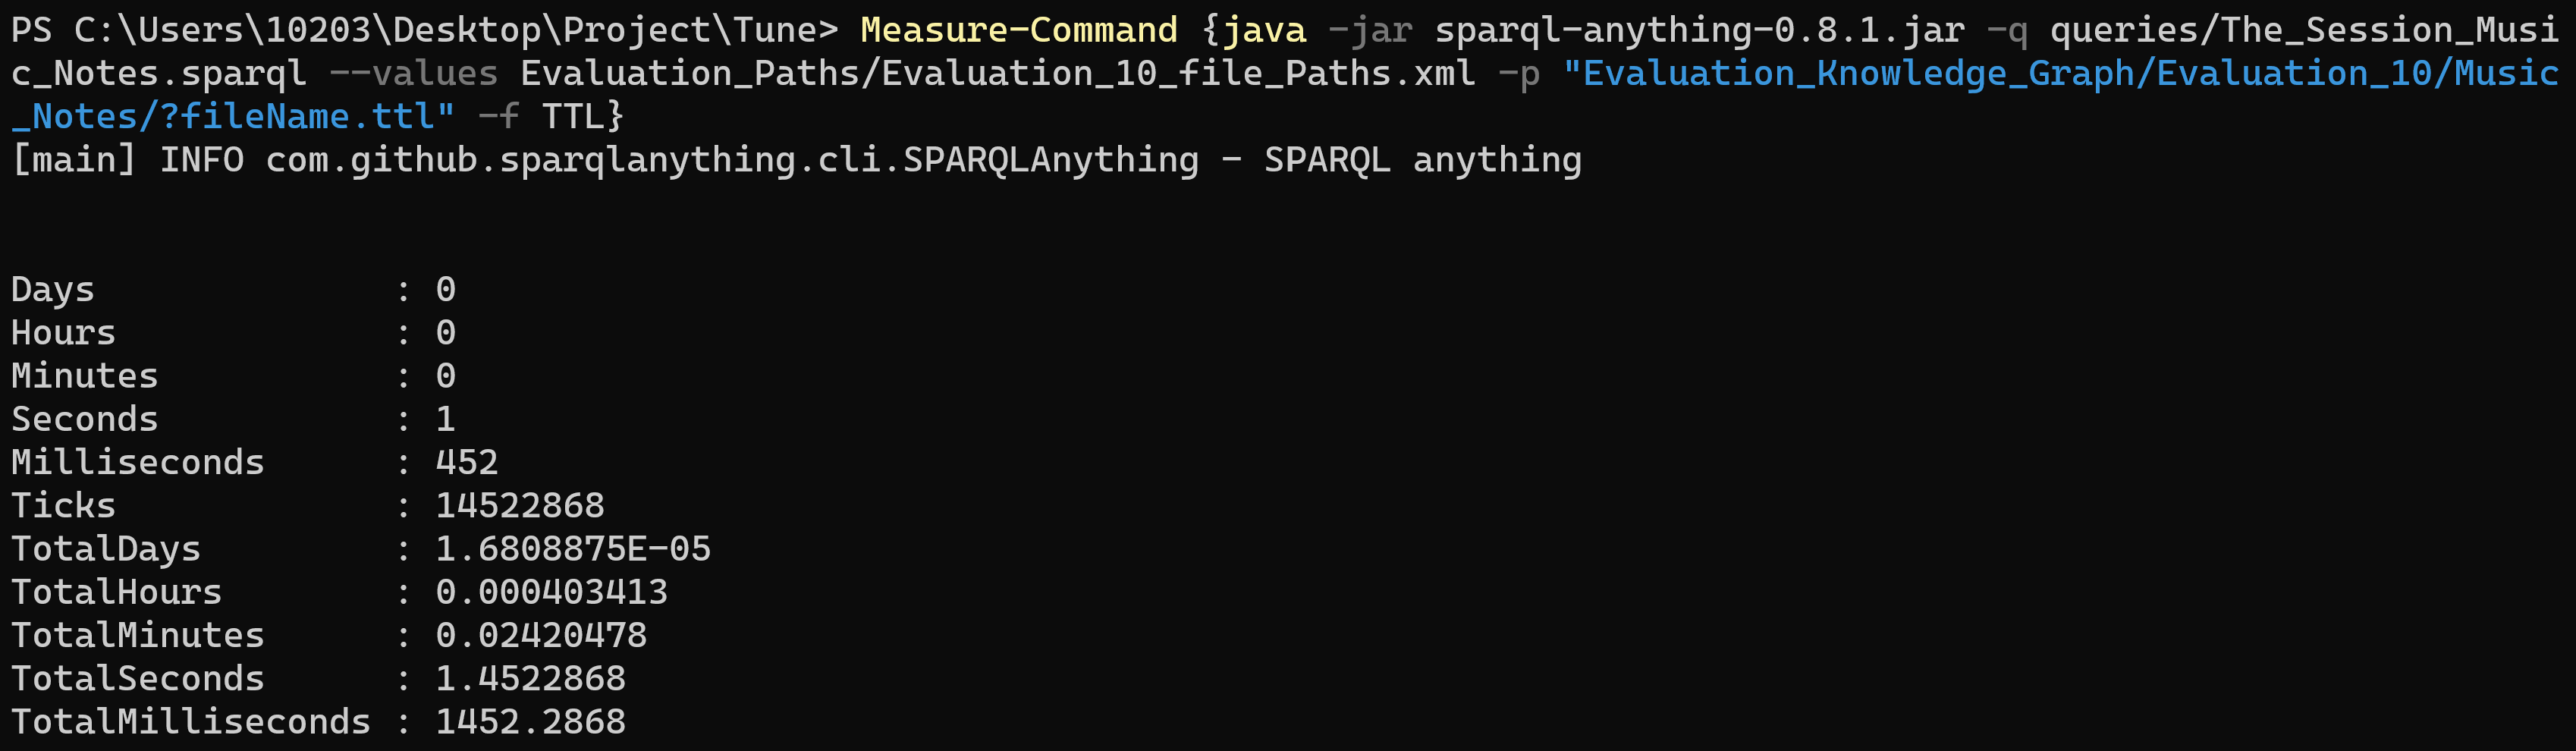 PS C:\Users\10203\Desktop\Project\Tune> Measure-Command {java -jar sparql-anything-0.8.1.jar -q queries/The_Session_Musi
c_Notes.sparql --values Evaluation_Paths/Evaluation_10_file_Paths.xml -p "Evaluation_Knowledge_Graph/Evaluation_10/Music
_Notes/?fileName.ttl" -f TTL}
[main] INFO com.github.sparqlanything.cli.SPARQLAnything - SPARQL anything
Days              : 0
Hours             : 0
Minutes           : 0
Seconds           : 1
Milliseconds      : 452
Ticks             : 14522868
TotalDays         : 1.6808875E-05
TotalHours        : 0.000403413
TotalMinutes      : 0.02420478
TotalSeconds      : 1.4522868
TotalMilliseconds : 1452.2868